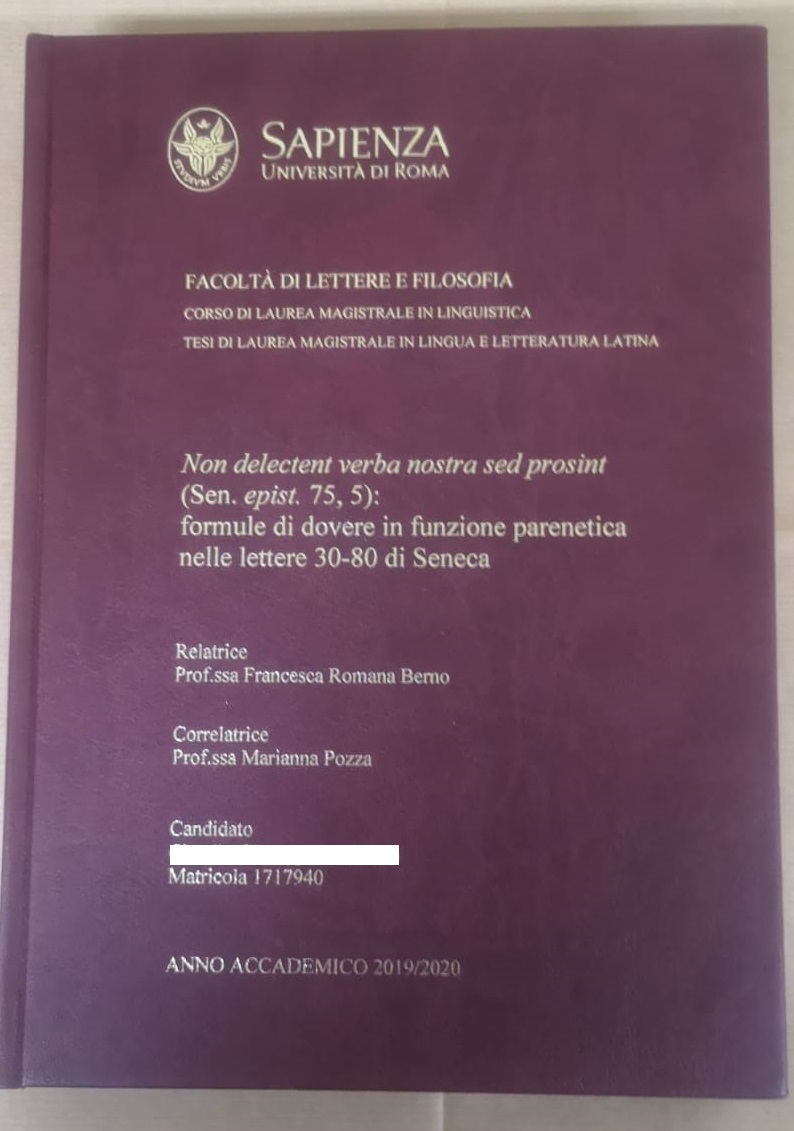 STVDIVM VRBIS
SAPIENZA
UNIVERSITÀ DI ROMA
FACOLTÀ DI LETTERE E FILOSOFIA
CORSO DI LAUREA MAGISTRALE IN LINGUISTICA
TESI DI LAUREA MAGISTRALE IN LINGUA E LETTERATURA LATINA
Non delectent verba nostra sed prosint
(Sen. epist. 75, 5):
formule di dovere in funzione parenetica
nelle lettere 30-80 di Seneca
Relatrice
Prof.ssa Francesca Romana Berno
Correlatrice
Prof.ssa Marianna Pozza
Candidato
Matricola 1717940
ANNO ACCADEMICO 2019/2020